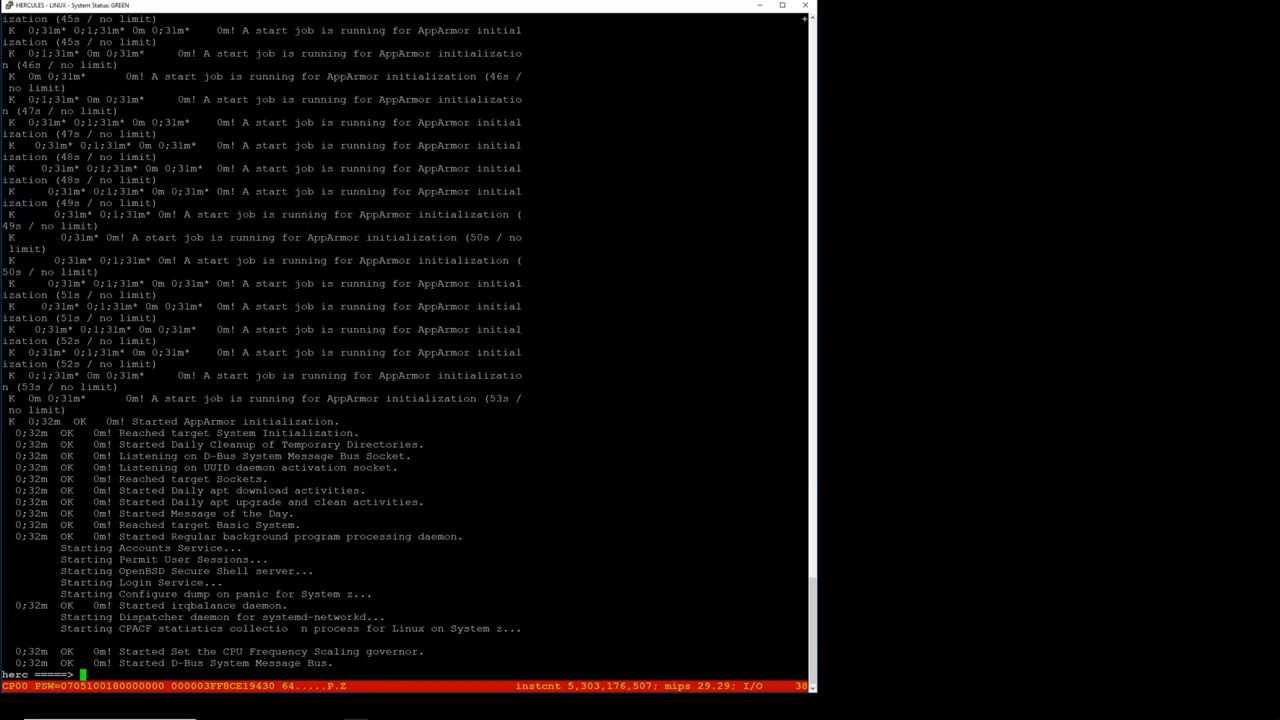 HERCULES - LINUX - System Status: GREEN
ization (45s / no limit)
K 0;31m* 0;1;31m* 0m 0;31m* 0m! A start job is running for AppArmor initial
ization (45s / no limit)
K 0;31m* 0;1;31m* 0m 0;31m* 0m! A start job is running for AppArmor initial
ization (45s / no limit)
K 0;1;31m* 0m 0;31m* 0m! A start job is running for AppArmor initializatio
n (46s / no limit)
K 0m 0;31m* 0m! A start job is running for AppArmor initialization (46s /
no limit)
K 0;1;31m* 0m 0;31m* 0m! A start job is running for AppArmor initializatio
n (47s / no limit)
K 0;31m* 0;1;31m* 0m 0;31m* 0m! A start job is running for AppArmor initial
ization (47s / no limit)
K 0;31m* 0;1;31m* 0m 0;31m* 0m! A start job is running for AppArmor initial
ization (48s / no limit)
K 0;31m* 0;1;31m* 0m 0;31m* 0m! A start job is running for AppArmor initial
ization (48s / no limit)
K 0;31m* 0;1;31m* 0m 0;31m* 0m! A start job is running for AppArmor initial
ization (49s / no limit)
K 0;31m* 0;1;31m* 0m! A start job is running for AppArmor initialization (
49s / no limit)
K 0;31m* 0m! A start job is running for AppArmor initialization (50s / no
limit)
K 0;31m* 0;1;31m* 0m! A start job is running for AppArmor initialization (
50s / no limit)
K 0;31m* 0;1;31m* 0m 0;31m* 0m! A start job is running for AppArmor initial
ization (51s / no limit)
K 0;31m* 0;1;31m* 0m 0;31m* 0m! A start job is running for AppArmor initial
ization (51s / no limit)
K 0;31m* 0;1;31m* 0m 0;31m* 0m! A start job is running for AppArmor initial
ization (52s / no limit)
K 0;31m* 0;1;31m* 0m 0;31m* 0m! A start job is running for AppArmor initial
ization (52s / no limit)
K 0;1;31m* 0m 0;31m* 0m! A start job is running for AppArmor initializatio
n (53s / no limit)
K 0m 0;31m* 0m! A start job is running for AppArmor initialization (53s /
no limit)
K 0;32m OK 0m! Started AppArmor initialization.
0;32m OK 0m! Reached target System Initialization.
0;32m OK 0m! Started Daily Cleanup of Temporary Directories.
0;32m OK 0m! Listening on D-Bus System Message Bus Socket.
0;32m OK 0m! Listening on UUID daemon activation socket.
0;32m OK 0m! Reached target Sockets.
0;32m OK 0m! Started Daily apt download activities.
0;32m OK 0m! Started Daily apt upgrade and clean activities.
0;32m OK 0m! Started Message of the Day.
0;32m OK 0m! Reached target Basic System.
0;32m OK 0m! Started Regular background program processing daemon.
Starting Accounts Service...
Starting Permit User Sessions...
Starting OpenBSD Secure Shell server...
Starting Login Service...
Starting Configure dump on panic for System z...
0;32m OK 0m! Started irqbalance daemon.
Starting Dispatcher daemon for systemd-networkd...
Starting CPACF statistics collectio n process for Linux on System z...
0;32m OK 0m! Started Set the CPU Frequency Scaling governor.
0;32m OK 0m! Started D-Bus System Message Bus.
herc =====>
CP00 PSW=0705100180000000 000003FF8CE19430 64.....P.Z instcnt 5,303,176,507; mips 29.29; I/O 38